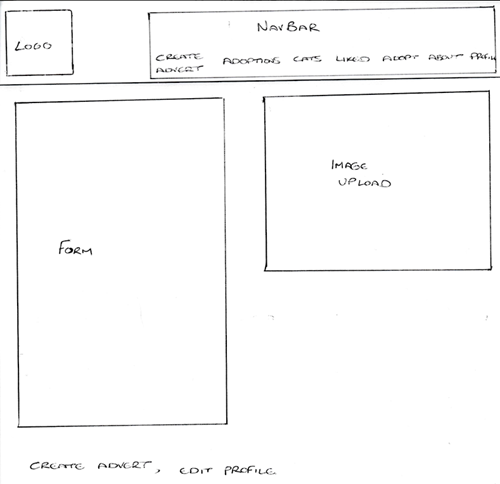 LOGO
NAVBAR
CREATE ADOPTIONS CATS LIKED ADOPT ABOUT PROFIL
ADVERT
IMAGE
UPLOAD
FORM
CREATE ADVERT, EDIT PROFILE